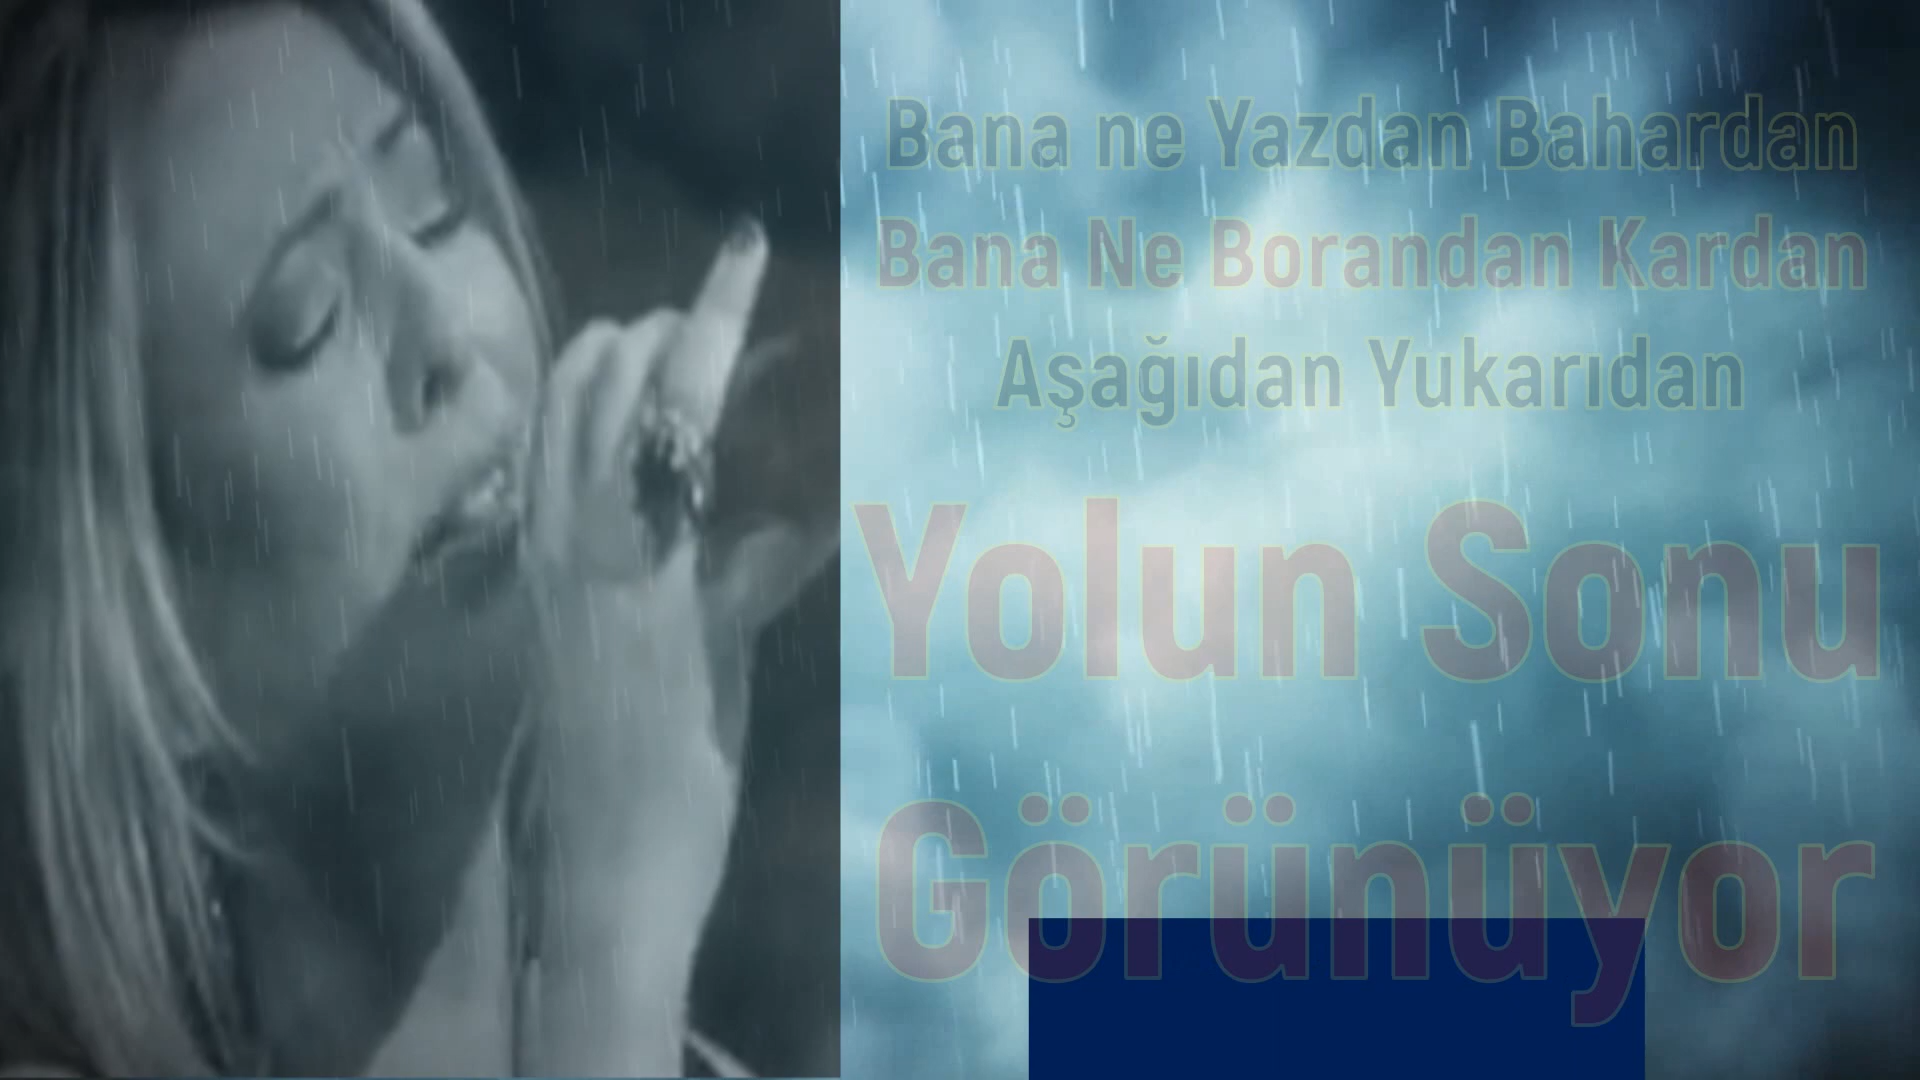 Bana ne Yazdan Bahardan
Bana Ne Borandan Kardan
Aşağıdan Yukarıdan
Yolun Sonu
Görünüyor